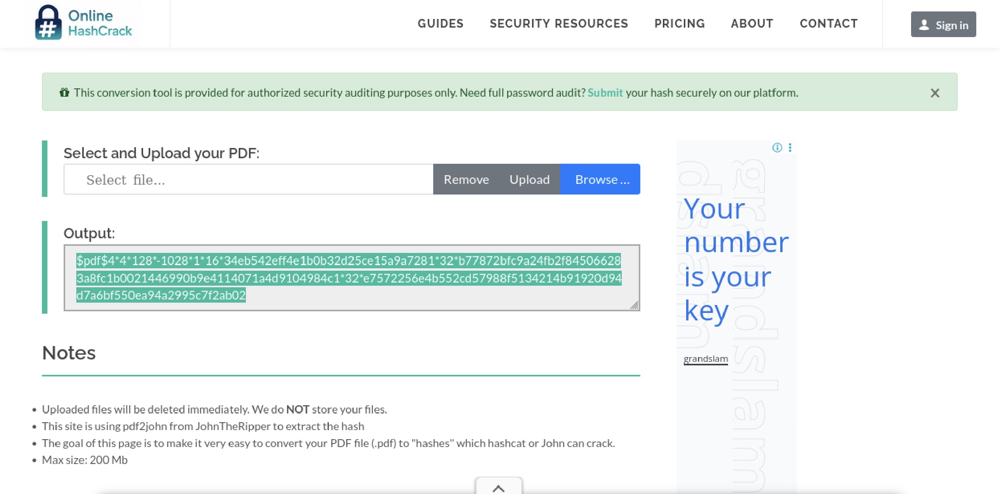 Online
HashCrack
GUIDES SECURITY RESOURCES PRICING ABOUT CONTACT Sign in
This conversion tool is provided for authorized security auditing purposes only. Need full password audit? Submit your hash securely on our platform. ×
Select and Upload your PDF:
Select file... Remove Upload Browse ...
Output:
$pdf$4*4*128*-1028*1*16*34eb542eff4e1b0b32d25ce15a9a7281*32*b77872bfc9a24fb2f84506628
3a8fc1b0021446990b9e4114071a4d9104984c1*32*e7572256e4b552cd57988f5134214b91920d94
d7a6bf550ea94a2995c7f2ab02
Notes
• Uploaded files will be deleted immediately. We do NOT store your files.
• This site is using pdf2john from JohnTheRipper to extract the hash
• The goal of this page is to make it very easy to convert your PDF file (.pdf) to "hashes" which hashcat or John can crack.
• Max size: 200 Mb
Your
number
is your
key
grandslam
grandslam